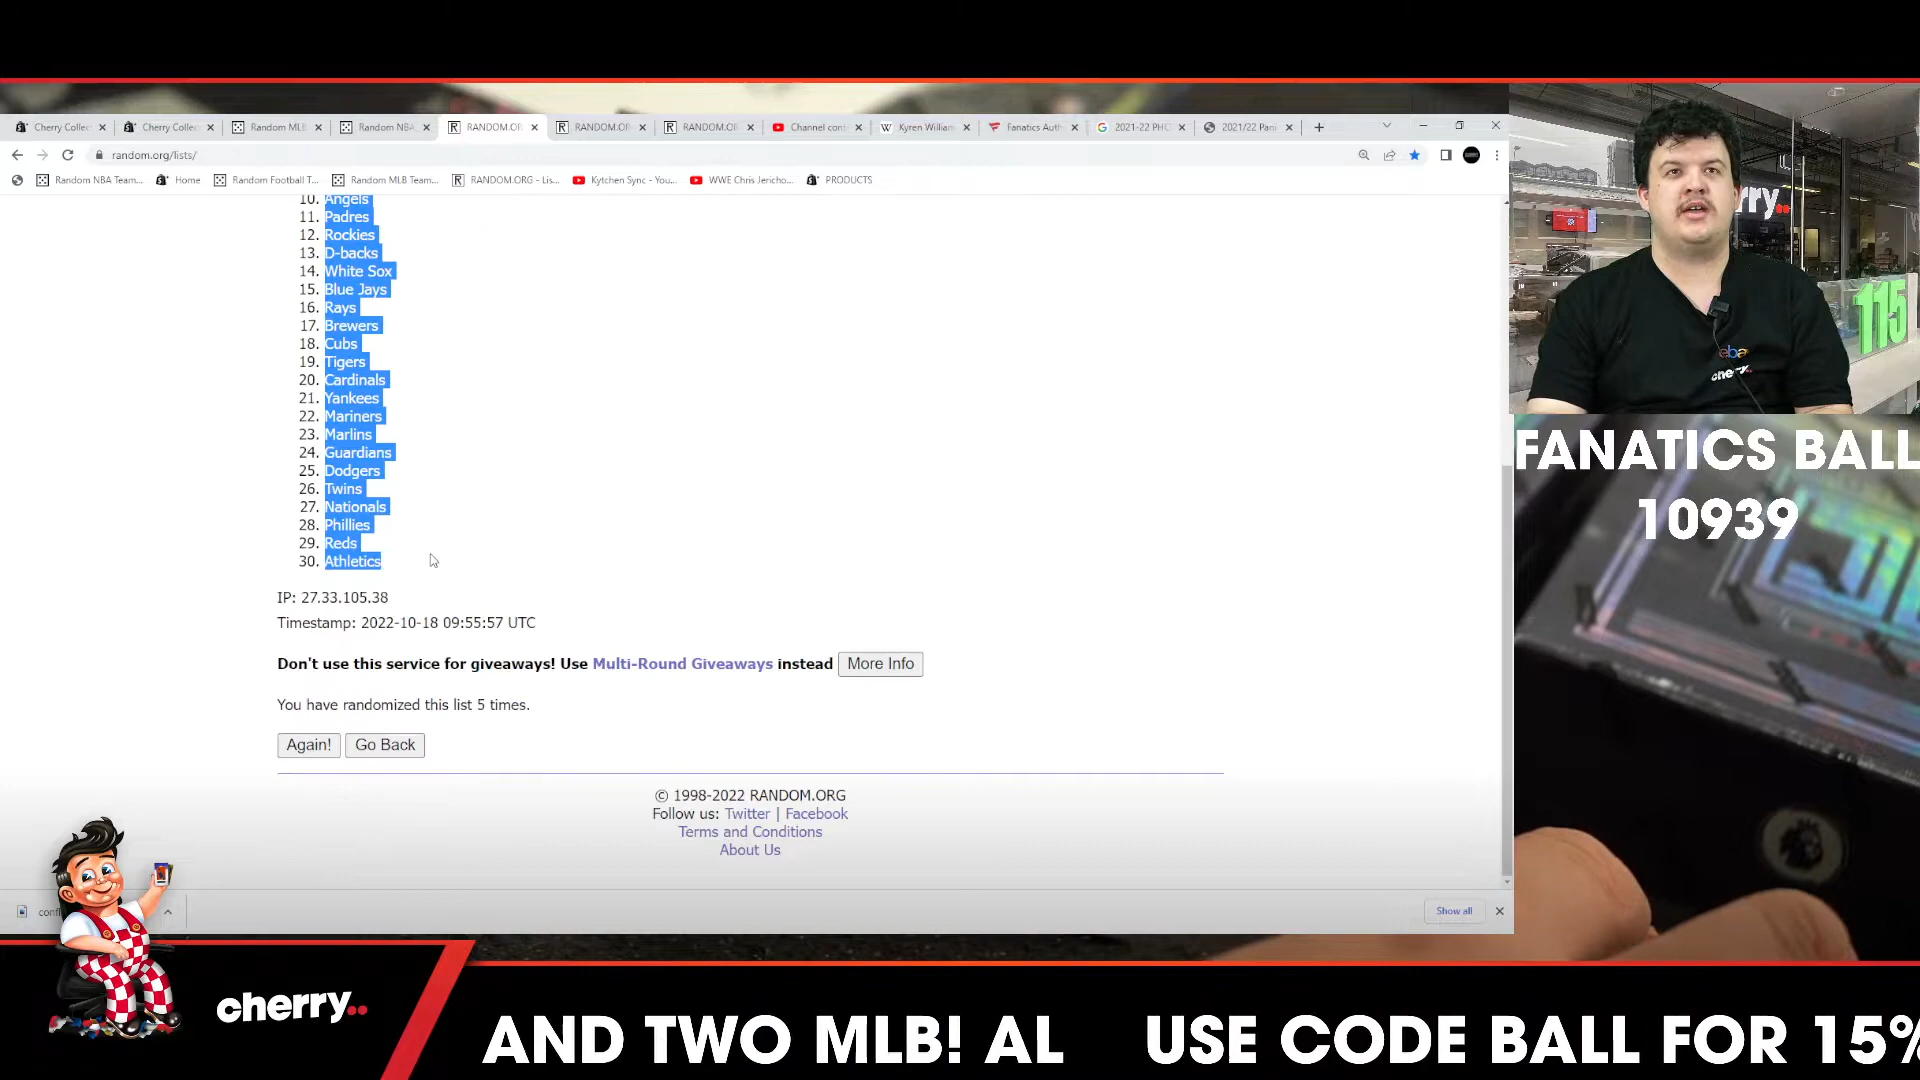 Cherry Collec
Cherry Collec
Random MLB
Random NBA
RANDOM.OR
RANDOM.OR
RANDOM.OR
Channel cont
Kyren William
Fanatics Auth
2021-22 PHO
2021/22 Pani
random.org/lists/
Random NBA Team...
Home
Random Football T...
Random MLB Team...
RANDOM.ORG - Lis...
Kytchen Sync - You...
WWE Chris Jericho...
PRODUCTS
10. Angels
11. Padres
12. Rockies
13. D-backs
14. White Sox
15. Blue Jays
16. Rays
17. Brewers
18. Cubs
19. Tigers
20. Cardinals
21. Yankees
22. Mariners
23. Marlins
24. Guardians
25. Dodgers
26. Twins
27. Nationals
28. Phillies
29. Reds
30. Athletics
IP: 27.33.105.38
Timestamp: 2022-10-18 09:55:57 UTC
Don't use this service for giveaways! Use Multi-Round Giveaways instead More Info
You have randomized this list 5 times.
Again! Go Back
© 1998-2022 RANDOM.ORG
Follow us: Twitter | Facebook
Terms and Conditions
About Us
Show all
rry..
115
eba
cherry..
FANATICS BALL
10939
cherry..
AND TWO MLB! AL USE CODE BALL FOR 15%